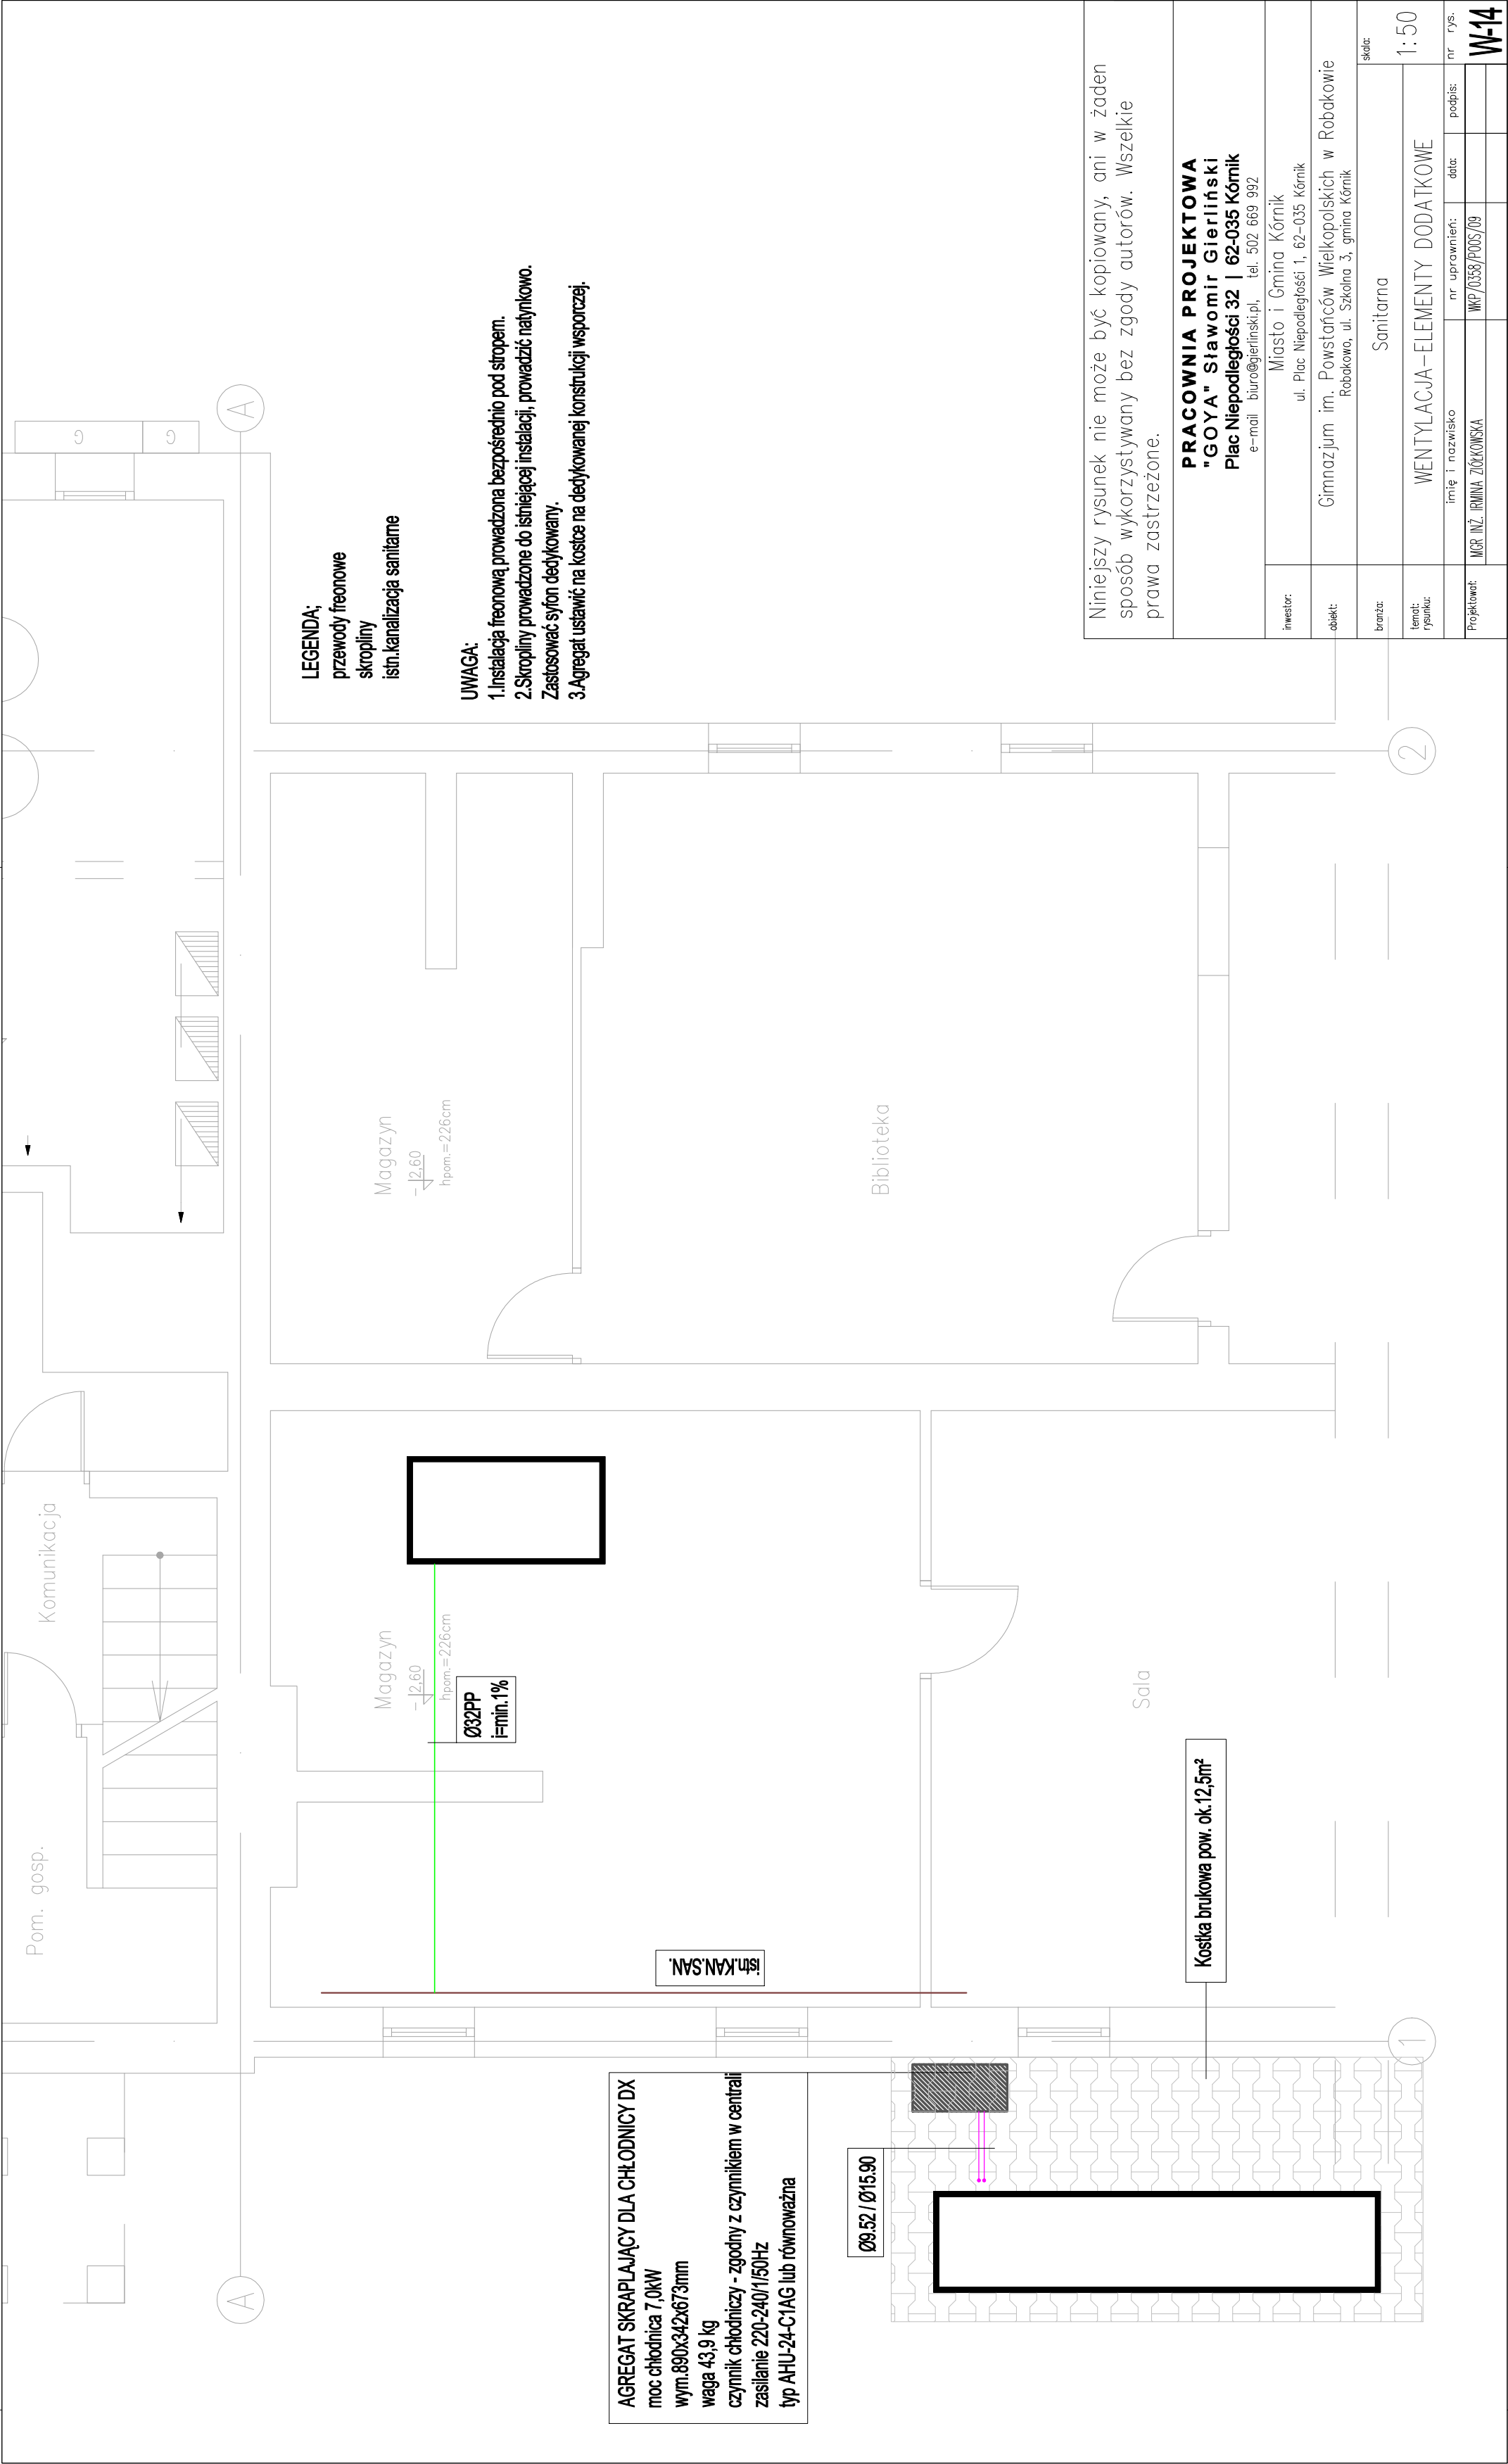 Pom. gosp.
Komunikacja
G
G
A
A
LEGENDA;
przewody freonowe
skropliny
istn.kanalizacja sanitarne
UWAGA:
1.Instalacja freonową prowadzona bezpośrednio pod stropem.
2.Skropliny prowadzone do istniejącej instalacji, prowadzić natynkowo.
Zastosować syfon dedykowany.
3.Agregat ustawić na kostce na dedykowanej konstrukcji wsporczej.
Magazyn
-2,60
hpom.=226cm
Magazyn
-2,60
hpom.=226cm
Ø32PP
i=min.1%
istn.KAN.SAN.
Biblioteka
Sala
AGREGAT SKRAPLAJĄCY DLA CHŁODNICY DX
moc chłodnica 7,0kW
wym.890x342x673mm
waga 43,9 kg
czynnik chłodniczy - zgodny z czynnikiem w centrali
zasilanie 220-240/1/50Hz
typ AHU-24-C1AG lub równoważna
Ø9.52 / Ø15.90
Kostka brukowa pow. ok.12,5m²
1
2
Niniejszy rysunek nie może być kopiowany, ani w żaden
sposób wykorzystywany bez zgody autorów. Wszelkie
prawa zastrzeżone.
PRACOWNIA PROJEKTOWA
"GOYA" Sławomir Gierliński
Plac Niepodległości 32 | 62-035 Kórnik
e-mail biuro@gierlinski.pl, tel. 502 669 992
inwestor:
Miasto i Gmina Kórnik
ul. Plac Niepodległości 1, 62-035 Kórnik
obiekt:
Gimnazjum im. Powstańców Wielkopolskich w Robakowie
Robakowo, ul. Szkolna 3, gmina Kórnik
branża:
Sanitarna
skala:
1:50
temat:
rysunku:
WENTYLACJA-ELEMENTY DODATKOWE
imię i nazwisko
nr uprawnień:
data:
podpis:
nr rys.
Projektował:
MGR INŻ. IRMINA ZIÓŁKOWSKA
WKP/0358/POOS/09
W-14